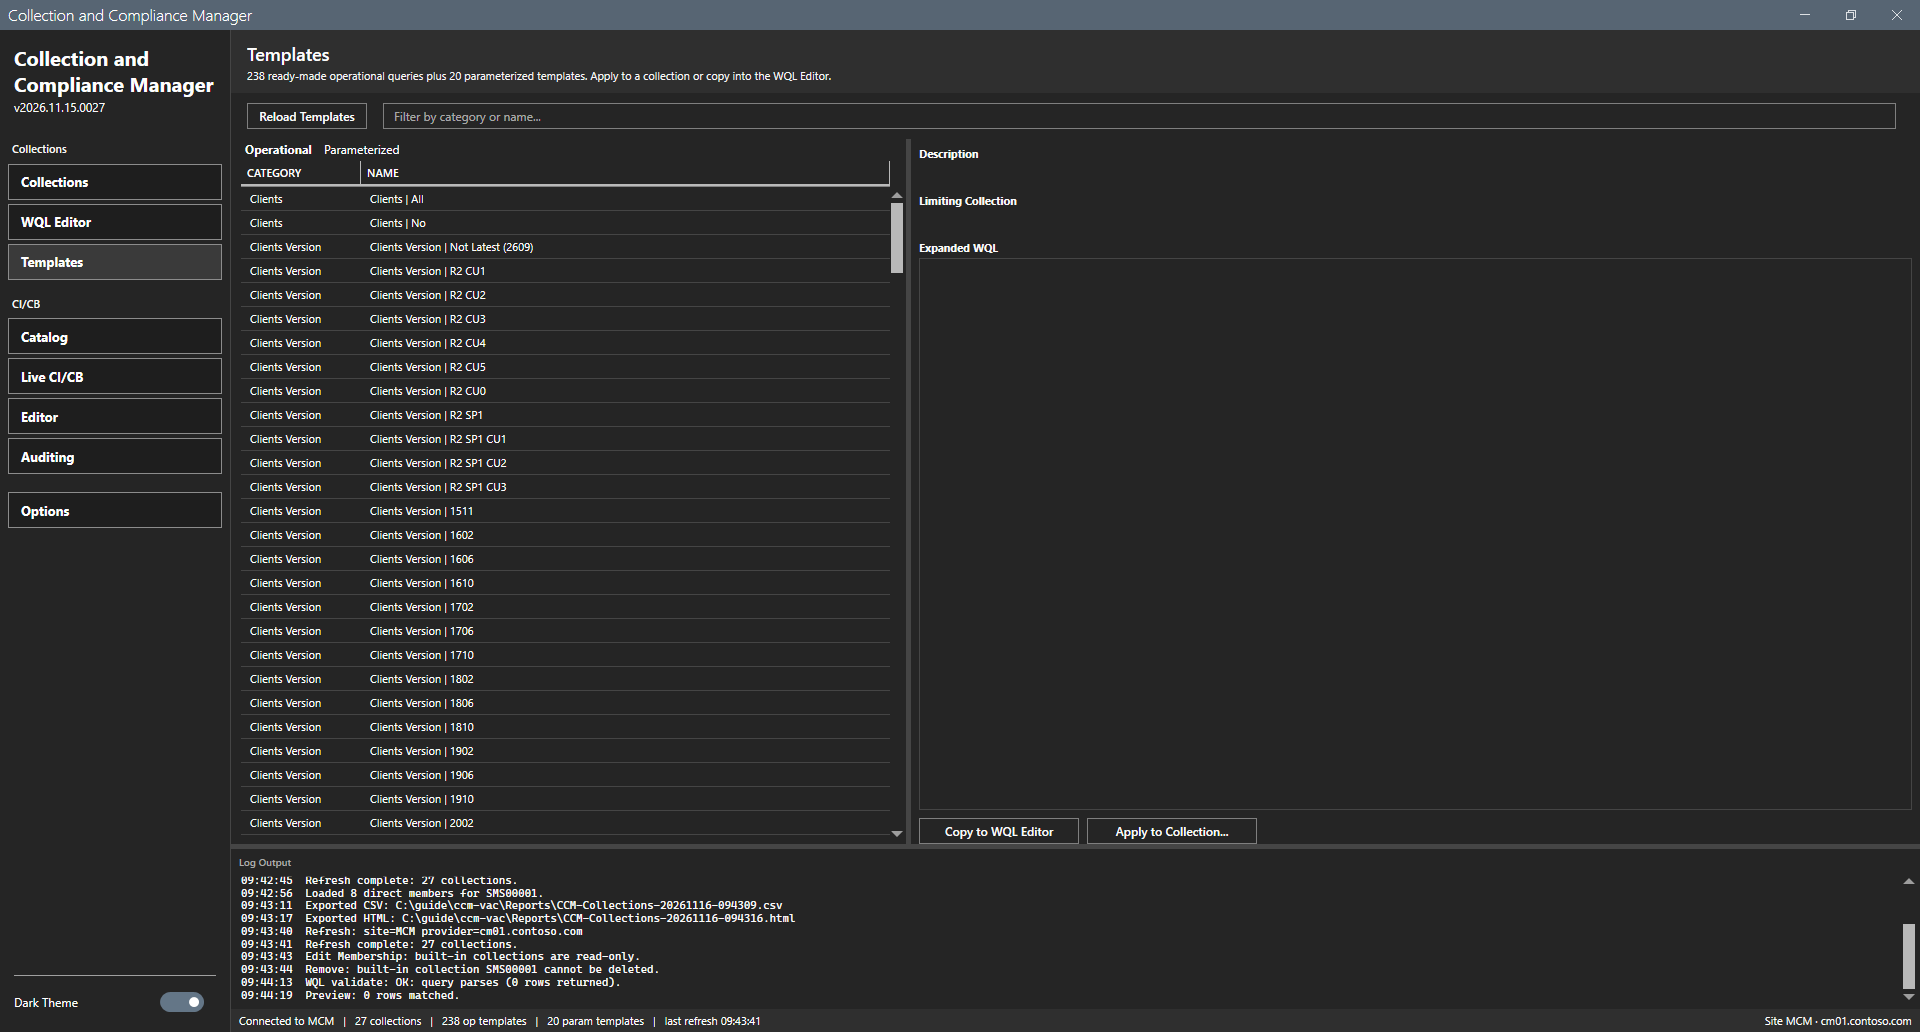 Collection and Compliance Manager
Collection and
Compliance Manager
v2026.11.15.0027
Collections
Collections
WQL Editor
Templates
CI/CB
Catalog
Live CI/CB
Editor
Auditing
Options
Dark Theme
Templates
238 ready-made operational queries plus 20 parameterized templates. Apply to a collection or copy into the WQL Editor.
Reload Templates
Filter by category or name...
Operational Parameterized
CATEGORY NAME
Clients Clients | All
Clients Clients | No
Clients Version Clients Version | Not Latest (2609)
Clients Version Clients Version | R2 CU1
Clients Version Clients Version | R2 CU2
Clients Version Clients Version | R2 CU3
Clients Version Clients Version | R2 CU4
Clients Version Clients Version | R2 CU5
Clients Version Clients Version | R2 CU0
Clients Version Clients Version | R2 SP1
Clients Version Clients Version | R2 SP1 CU1
Clients Version Clients Version | R2 SP1 CU2
Clients Version Clients Version | R2 SP1 CU3
Clients Version Clients Version | 1511
Clients Version Clients Version | 1602
Clients Version Clients Version | 1606
Clients Version Clients Version | 1610
Clients Version Clients Version | 1702
Clients Version Clients Version | 1706
Clients Version Clients Version | 1710
Clients Version Clients Version | 1802
Clients Version Clients Version | 1806
Clients Version Clients Version | 1810
Clients Version Clients Version | 1902
Clients Version Clients Version | 1906
Clients Version Clients Version | 1910
Clients Version Clients Version | 2002
Description
Limiting Collection
Expanded WQL
Copy to WQL Editor
Apply to Collection...
Log Output
09:42:45 Refresh complete: 27 collections.
09:42:56 Loaded 8 direct members for SMS00001.
09:43:11 Exported CSV: C:\guide\ccm-vac\Reports\CCM-Collections-20261116-094309.csv
09:43:17 Exported HTML: C:\guide\ccm-vac\Reports\CCM-Collections-20261116-094316.html
09:43:40 Refresh: site=MCM provider=cm01.contoso.com
09:43:41 Refresh complete: 27 collections.
09:43:43 Edit Membership: built-in collections are read-only.
09:43:44 Remove: built-in collection SMS00001 cannot be deleted.
09:44:13 WQL validate: OK: query parses (0 rows returned).
09:44:19 Preview: 0 rows matched.
Connected to MCM | 27 collections | 238 op templates | 20 param templates | last refresh 09:43:41
Site MCM · cm01.contoso.com